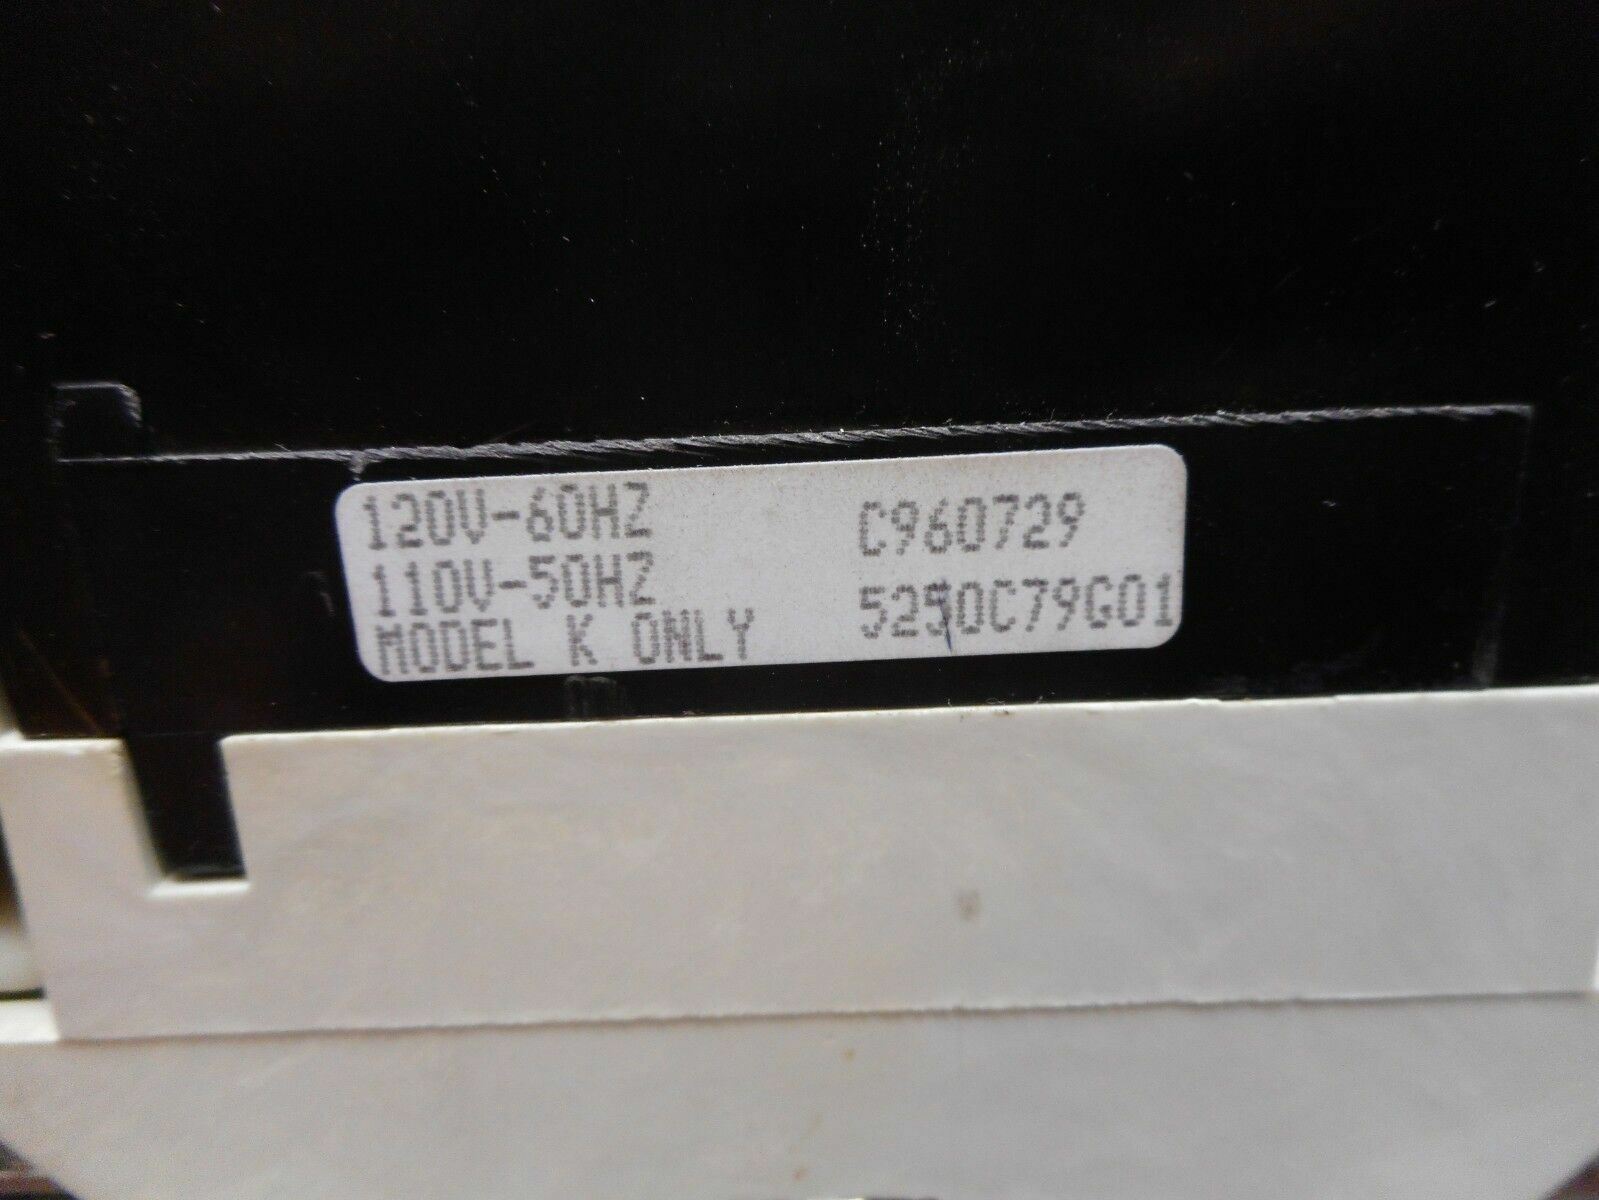 120V-60HZ C960729
110V-50HZ 5250C79G01
MODEL K ONLY